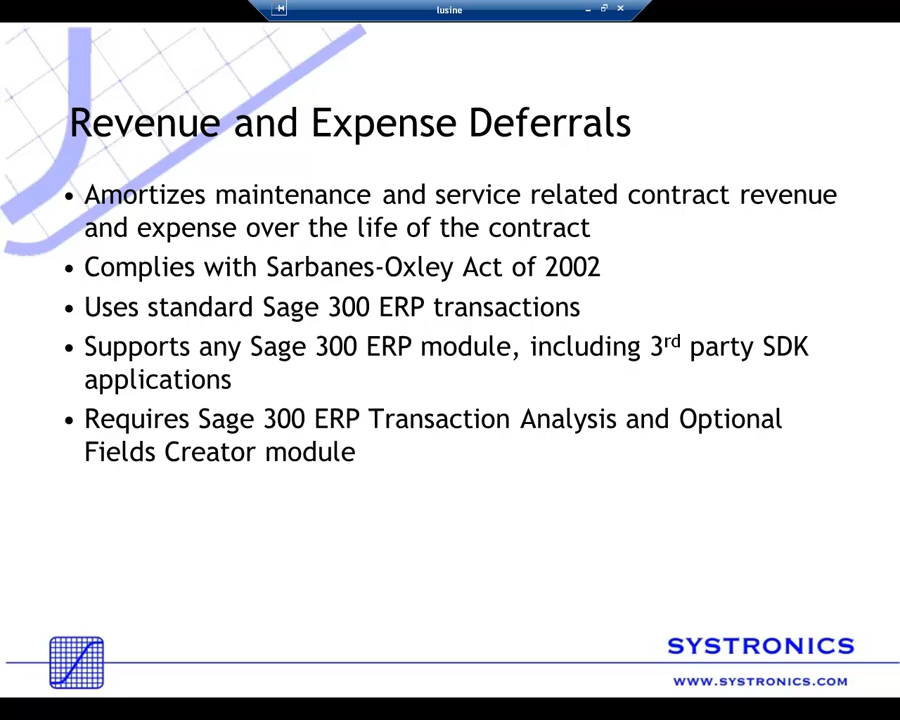 lusine
Revenue and Expense Deferrals
• Amortizes maintenance and service related contract revenue
and expense over the life of the contract
• Complies with Sarbanes-Oxley Act of 2002
• Uses standard Sage 300 ERP transactions
• Supports any Sage 300 ERP module, including 3rd party SDK
applications
• Requires Sage 300 ERP Transaction Analysis and Optional
Fields Creator module
SYSTRONICS
WWW.SYSTRONICS.COM